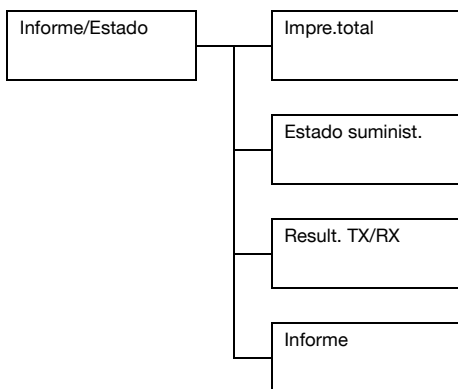 Informe/Estado
Impre.total
Estado suminist.
Result. TX/RX
Informe